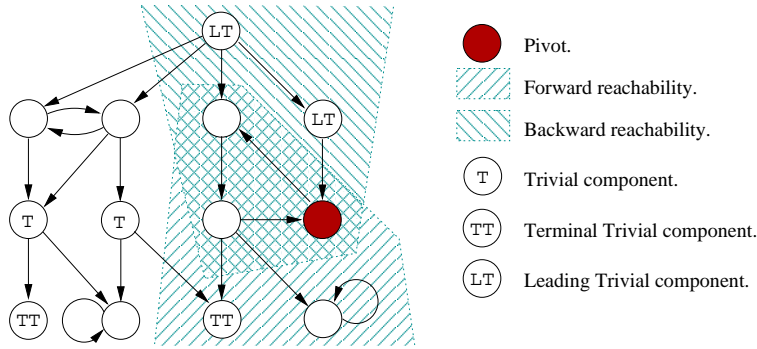 LT
Pivot.
Forward reachability.
LT
Backward reachability.
T
Trivial component.
T
T
TT
Terminal Trivial component.
LT
Leading Trivial component.
TT
TT